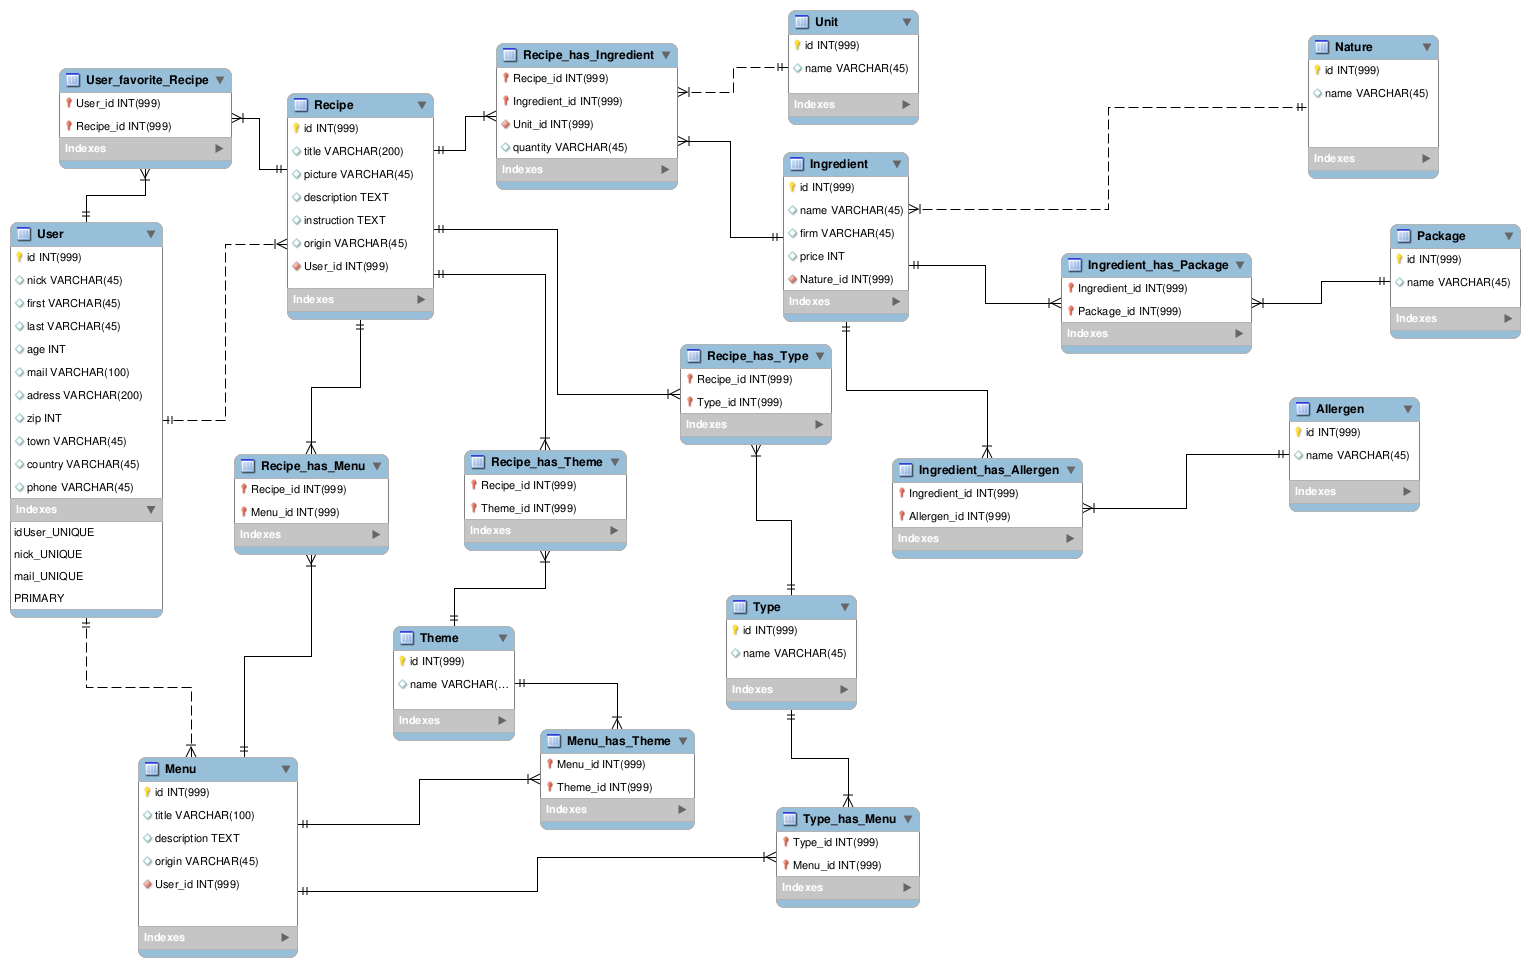 User_favorite_Recipe
User_id INT(999)
Recipe_id INT(999)
Indexes
Recipe
id INT(999)
title VARCHAR(200)
picture VARCHAR(45)
description TEXT
instruction TEXT
origin VARCHAR(45)
User_id INT(999)
Indexes
Recipe_has_Ingredient
Recipe_id INT(999)
Ingredient_id INT(999)
Unit_id INT(999)
quantity VARCHAR(45)
Indexes
Unit
id INT(999)
name VARCHAR(45)
Indexes
Nature
id INT(999)
name VARCHAR(45)
Indexes
Ingredient
id INT(999)
name VARCHAR(45)
firm VARCHAR(45)
price INT
Nature_id INT(999)
Indexes
User
id INT(999)
nick VARCHAR(45)
first VARCHAR(45)
last VARCHAR(45)
age INT
mail VARCHAR(100)
adress VARCHAR(200)
zip INT
town VARCHAR(45)
country VARCHAR(45)
phone VARCHAR(45)
Indexes
idUser_UNIQUE
nick_UNIQUE
mail_UNIQUE
PRIMARY
Ingredient_has_Package
Ingredient_id INT(999)
Package_id INT(999)
Indexes
Package
id INT(999)
name VARCHAR(45)
Indexes
Recipe_has_Type
Recipe_id INT(999)
Type_id INT(999)
Indexes
Allergen
id INT(999)
name VARCHAR(45)
Indexes
Recipe_has_Menu
Recipe_id INT(999)
Menu_id INT(999)
Indexes
Recipe_has_Theme
Recipe_id INT(999)
Theme_id INT(999)
Indexes
Ingredient_has_Allergen
Ingredient_id INT(999)
Allergen_id INT(999)
Indexes
Theme
id INT(999)
name VARCHAR(...
Indexes
Type
id INT(999)
name VARCHAR(45)
Indexes
Menu_has_Theme
Menu_id INT(999)
Theme_id INT(999)
Indexes
Menu
id INT(999)
title VARCHAR(100)
description TEXT
origin VARCHAR(45)
User_id INT(999)
Indexes
Type_has_Menu
Type_id INT(999)
Menu_id INT(999)
Indexes